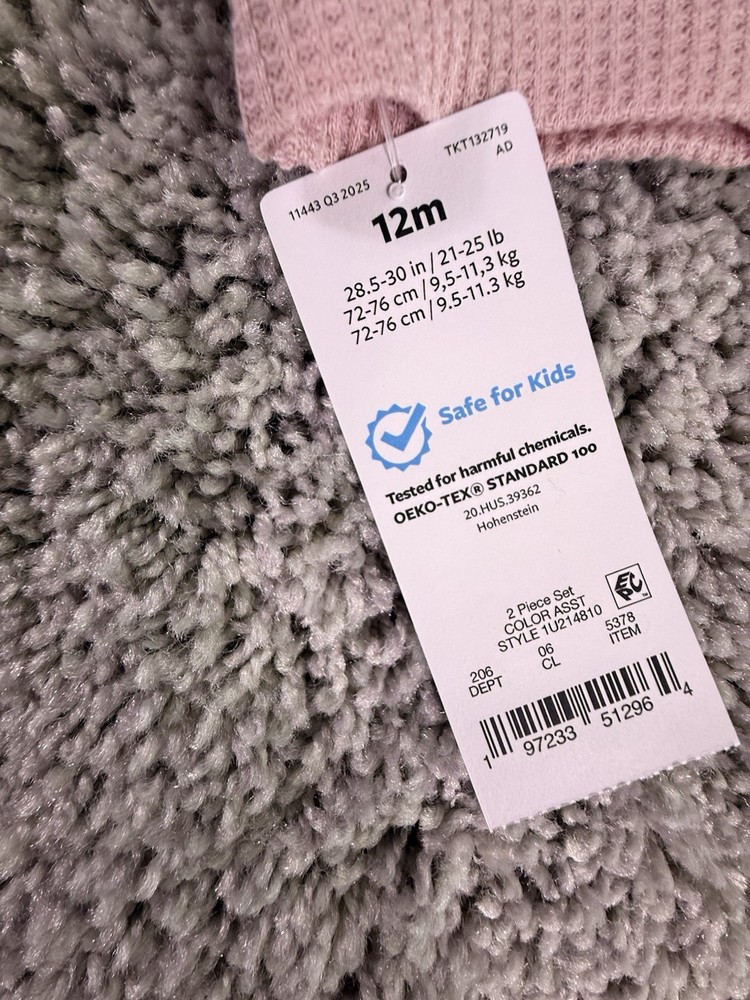 11443 Q3 2025
TKT132719
AD
12m
28.5-30 in / 21-25 lb
72-76 cm / 9,5-11,3 kg
72-76 cm / 9.5-11.3 kg
Safe for Kids
Tested for harmful chemicals.
OEKO-TEX® STANDARD 100
20.HUS.39362
Hohenstein
EPC™
2 Piece Set
COLOR ASST
STYLE 1U214810
206
DEPT
06
CL
5378
ITEM
1 97233 51296 4